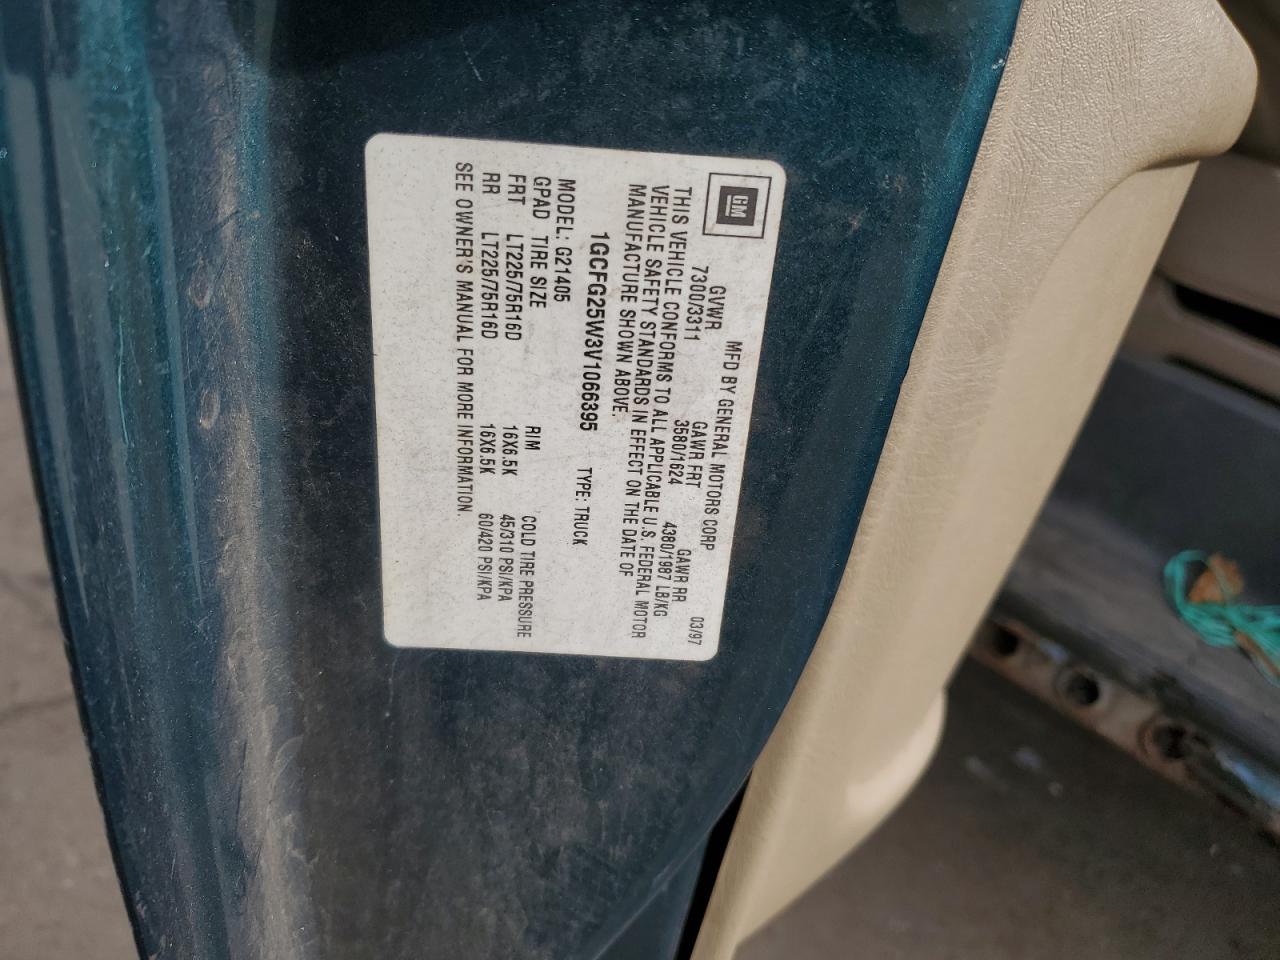 GM
MFD BY GENERAL MOTORS CORP 03/97
GVWR GAWR FRT GAWR RR
7300/3311 3580/1624 4380/1987 LB/KG
THIS VEHICLE CONFORMS TO ALL APPLICABLE U.S. FEDERAL MOTOR
VEHICLE SAFETY STANDARDS IN EFFECT ON THE DATE OF
MANUFACTURE SHOWN ABOVE.
1GCFG25W3V1066395 TYPE: TRUCK
MODEL: G21405
GPAD TIRE SIZE RIM COLD TIRE PRESSURE
FRT LT225/75R16D 16X6.5K 45/310 PSI/KPA
RR LT225/75R16D 16X6.5K 60/420 PSI/KPA
SEE OWNER'S MANUAL FOR MORE INFORMATION.